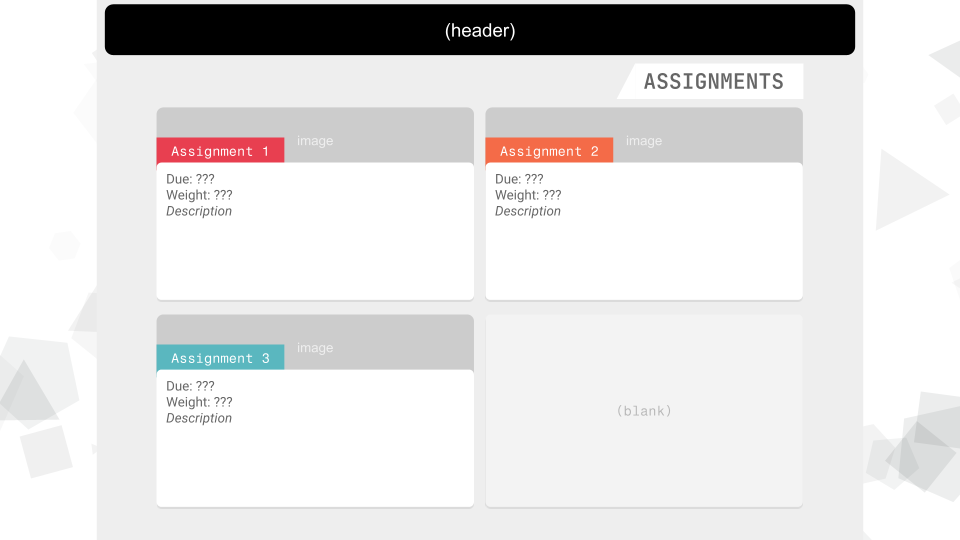 (header)
ASSIGNMENTS
image
Assignment 1
Due: ???
Weight: ???
Description
image
Assignment 2
Due: ???
Weight: ???
Description
image
Assignment 3
Due: ???
Weight: ???
Description
(blank)